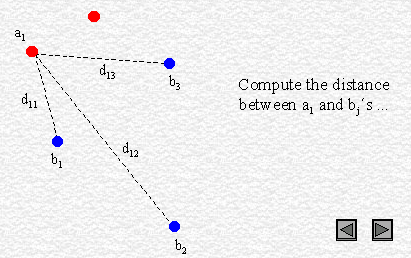 a1
d13
b3
Compute the distance
between a1 and bj´s ...
d11
d12
b1
b2